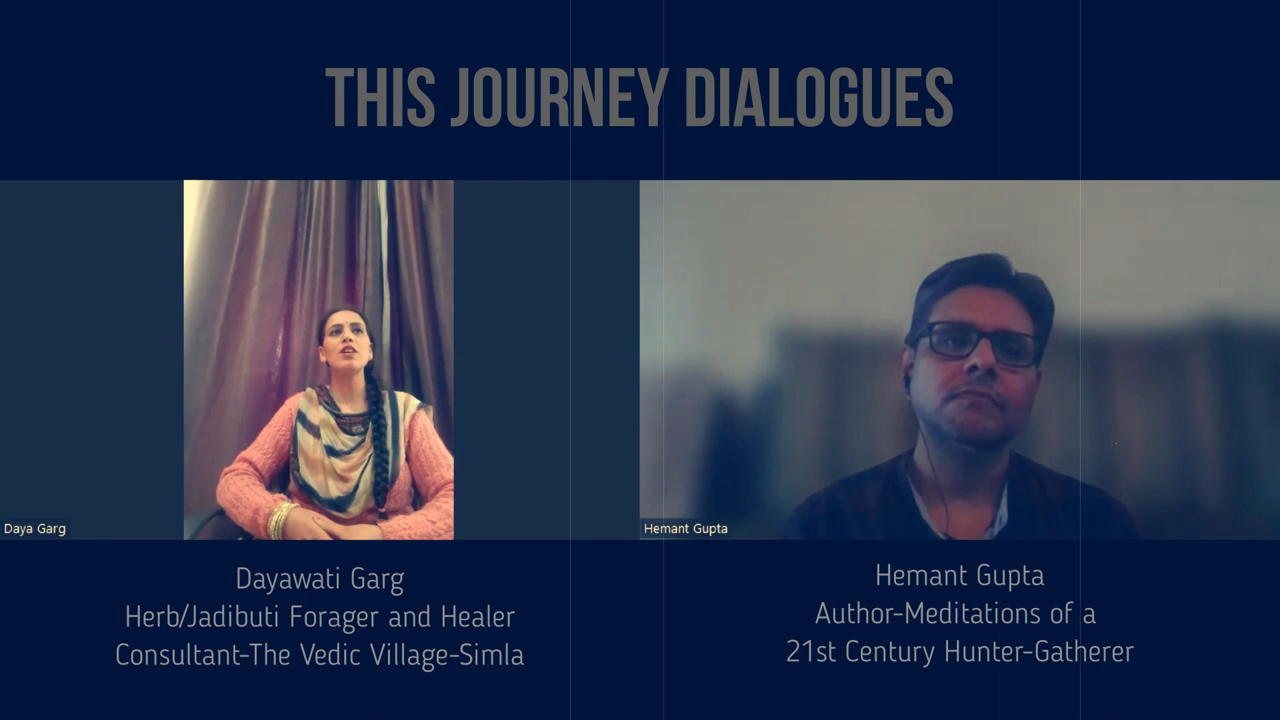 THIS JOURNEY DIALOGUES
Daya Garg
Hemant Gupta
Dayawati Garg
Herb/Jadibuti Forager and Healer
Consultant-The Vedic Village-Simla
Hemant Gupta
Author-Meditations of a
21st Century Hunter-Gatherer